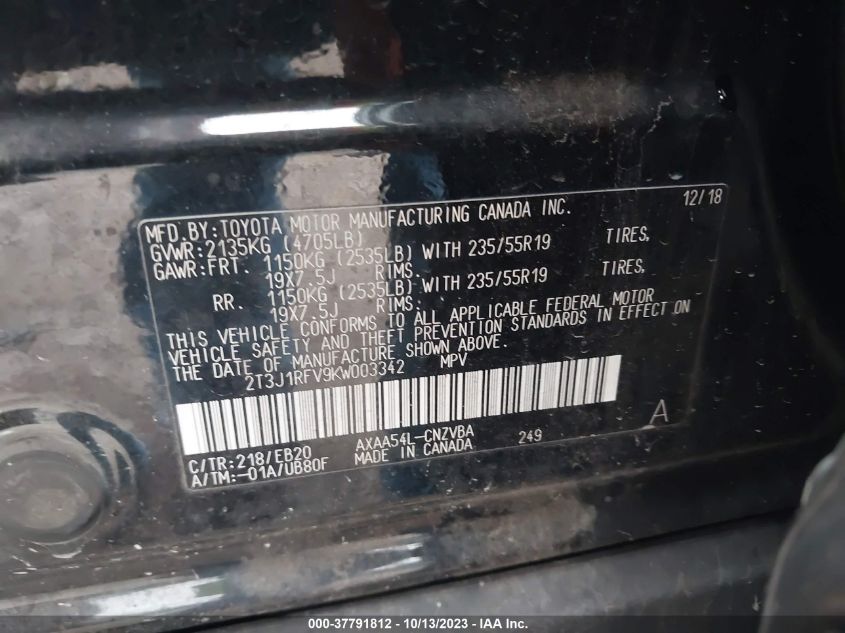 12/18
MFD.BY:TOYOTA MOTOR MANUFACTURING CANADA INC.
GVWR:2135KG (4705LB)
GAWR:FRT. 1150KG (2535LB) WITH 235/55R19 TIRES,
19X7.5J RIMS.
RR. 1150KG (2535LB) WITH 235/55R19 TIRES,
19X7.5J RIMS.
THIS VEHICLE CONFORMS TO ALL APPLICABLE FEDERAL MOTOR
VEHICLE SAFETY AND THEFT PREVENTION STANDARDS IN EFFECT ON
THE DATE OF MANUFACTURE SHOWN ABOVE.
2T3J1RFV9KW003342 MPV
A
C/TR:218/EB20 AXAA54L-CNZVBA 249
A/TM:-01A/UB80F MADE IN CANADA
000-37791812 - 10/13/2023 - IAA Inc.